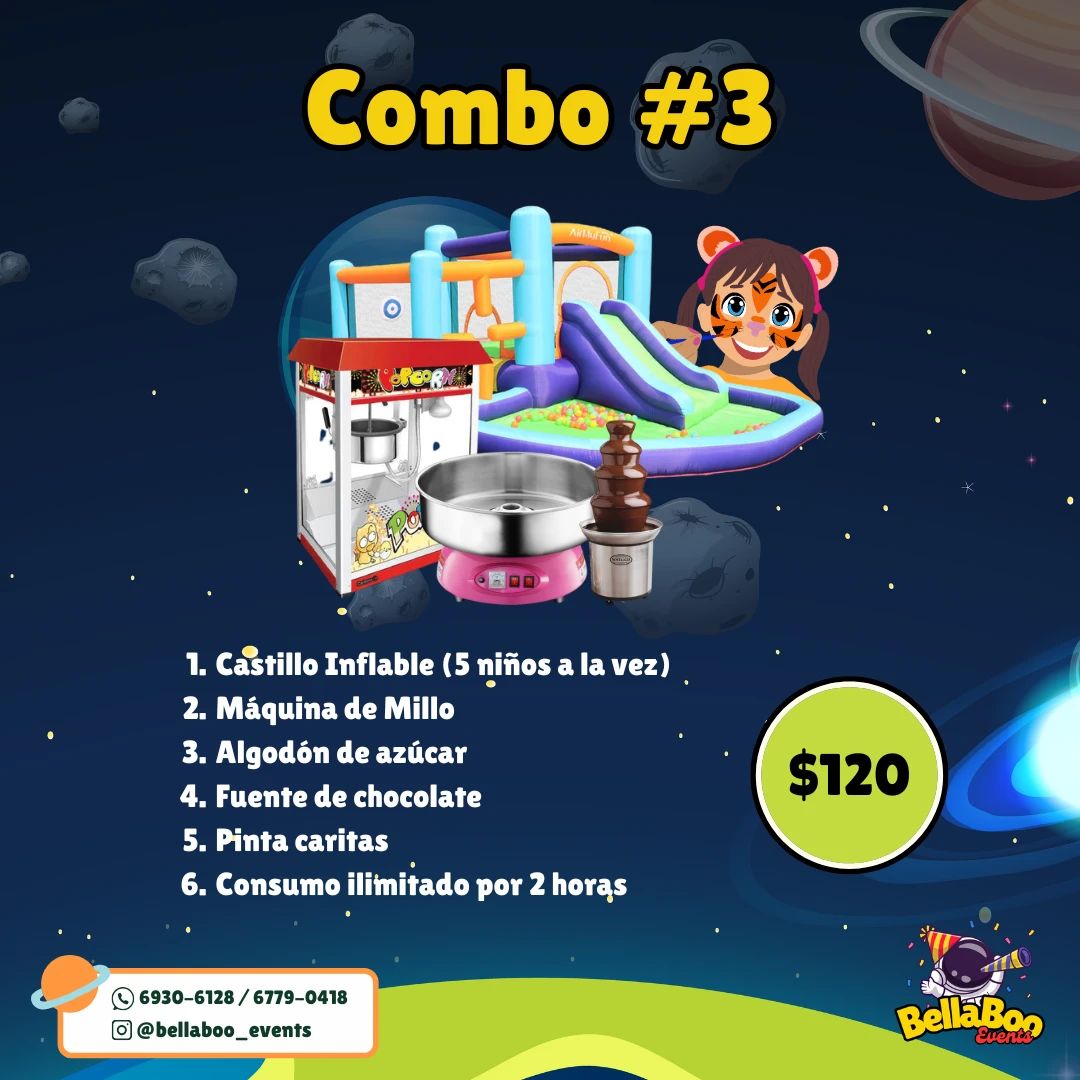 Combo #3
AirMyFun
POPCORN
1. Castillo Inflable (5 niños a la vez)
2. Máquina de Millo
3. Algodón de azúcar
4. Fuente de chocolate
5. Pinta caritas
6. Consumo ilimitado por 2 horas
$120
6930-6128 / 6779-0418
@bellaboo_events
BellaBoo
Events